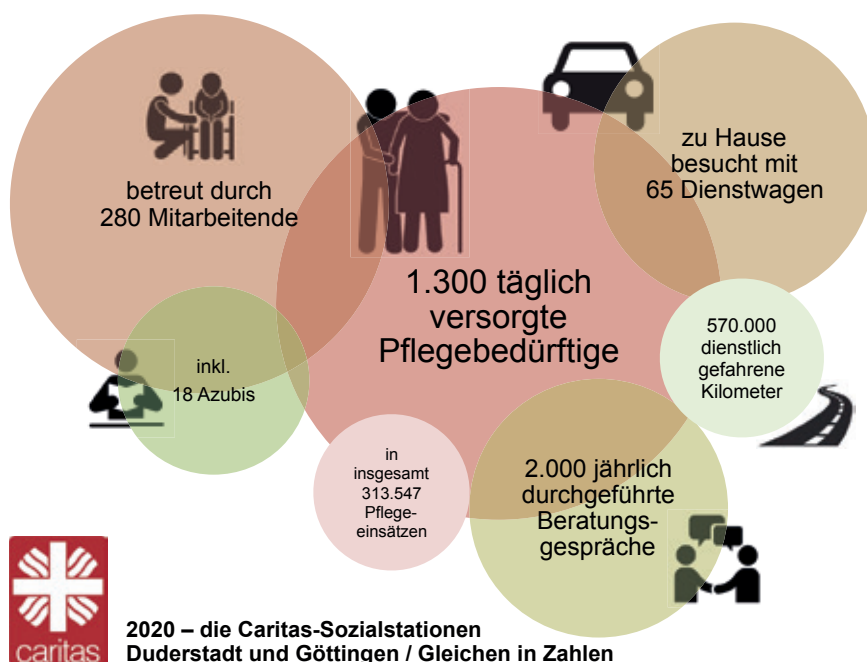 betreut durch
280 Mitarbeitende
zu Hause
besucht mit
65 Dienstwagen
1.300 täglich
versorgte
Pflegebedürftige
570.000
dienstlich
gefahrene
Kilometer
inkl.
18 Azubis
in
insgesamt
313.547
Pflege-
einsätzen
2.000 jährlich
durchgeführte
Beratungs-
gespräche
caritas
2020 – die Caritas-Sozialstationen
Duderstadt und Göttingen / Gleichen in Zahlen